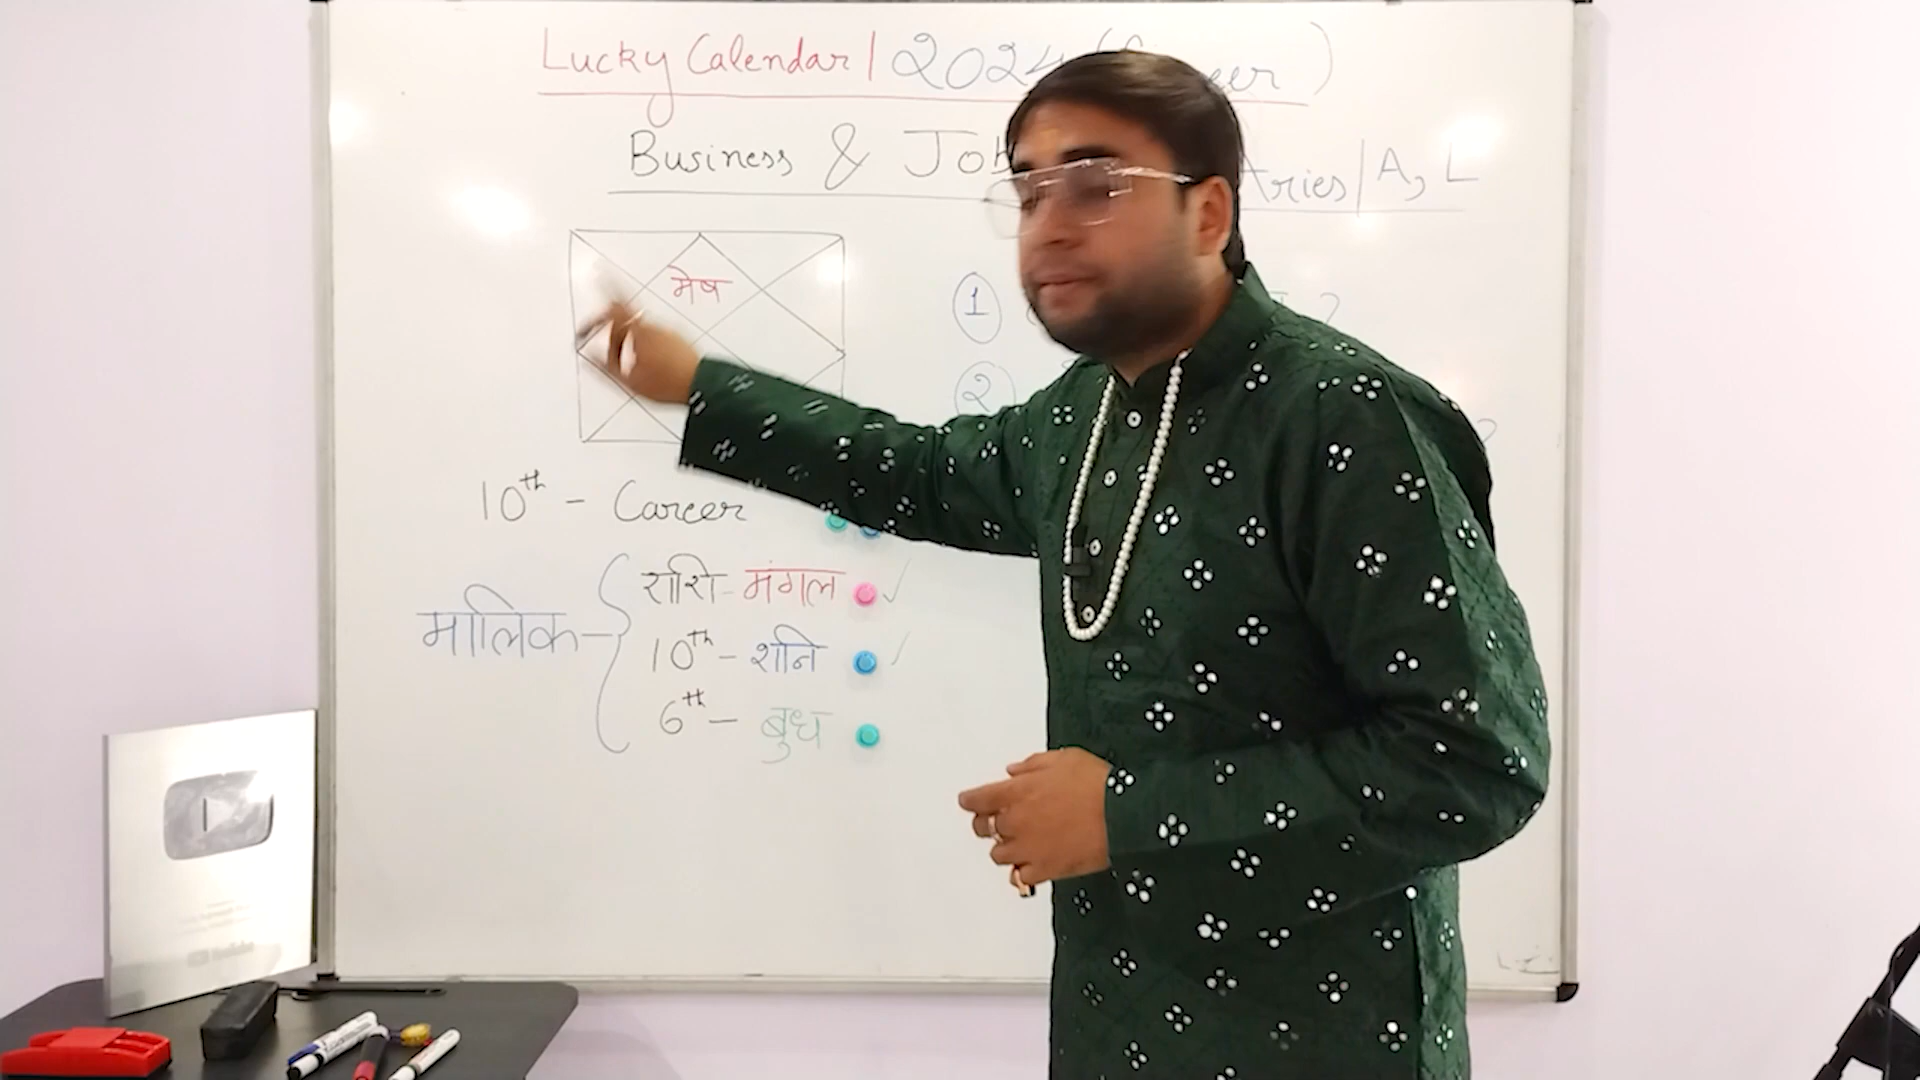 Lucky Calendar | 2024
Business & Job Aries / A, L
मेष
1
2
10th - Career
मालिक - राशि - मंगल
10th - शनि
6th - बुध